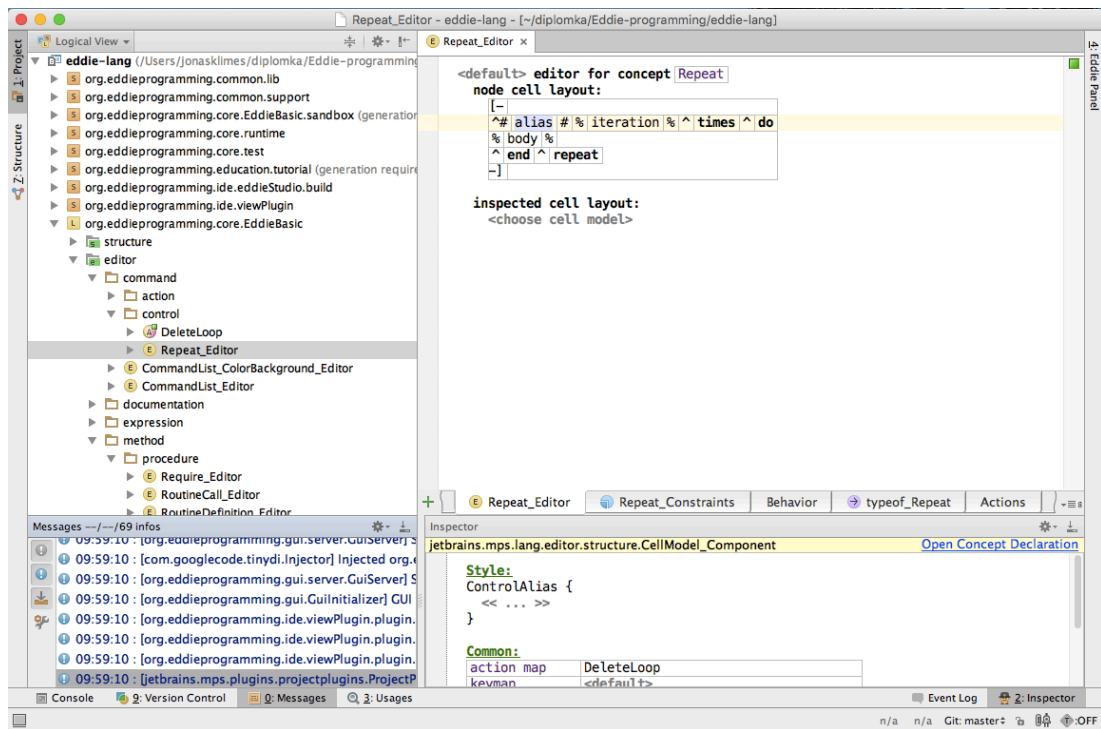 Repeat_Editor - eddie-lang - [~/diplomka/Eddie-programming/eddie-lang]
1: Project
Z: Structure
Logical View
eddie-lang (/Users/jonasklimes/diplomka/Eddie-programming
org.eddieprogramming.common.lib
org.eddieprogramming.common.support
org.eddieprogramming.core.EddieBasic.sandbox (generation
org.eddieprogramming.core.runtime
org.eddieprogramming.core.test
org.eddieprogramming.education.tutorial (generation require
org.eddieprogramming.ide.eddieStudio.build
org.eddieprogramming.ide.viewPlugin
org.eddieprogramming.core.EddieBasic
structure
editor
command
action
control
DeleteLoop
Repeat_Editor
CommandList_ColorBackground_Editor
CommandList_Editor
documentation
expression
method
procedure
Require_Editor
RoutineCall_Editor
RoutineDefinition_Editor
Repeat_Editor ×
<default> editor for concept Repeat
node cell layout:
[-
^# alias # % iteration % ^ times ^ do
% body %
^ end ^ repeat
-]
inspected cell layout:
<choose cell model>
4: Eddie Panel
Repeat_Editor Repeat_Constraints Behavior typeof_Repeat Actions
Messages --/--/69 infos
09:59:10 : [org.eddieprogramming.gui.server.GuiServer] S
09:59:10 : [com.googlecode.tinydi.Injector] Injected org.e
09:59:10 : [org.eddieprogramming.gui.server.GuiServer] S
09:59:10 : [org.eddieprogramming.gui.GuiInitializer] GUI
09:59:10 : [org.eddieprogramming.ide.viewPlugin.plugin.
09:59:10 : [org.eddieprogramming.ide.viewPlugin.plugin.
09:59:10 : [org.eddieprogramming.ide.viewPlugin.plugin.
09:59:10 : [jetbrains.mps.plugins.projectplugins.ProjectP
Inspector
jetbrains.mps.lang.editor.structure.CellModel_Component Open Concept Declaration
Style:
ControlAlias {
<< ... >>
}
Common:
action map DeleteLoop
keymap <default>
Console 9: Version Control 0: Messages 3: Usages Event Log 2: Inspector
n/a n/a Git: master T:OFF